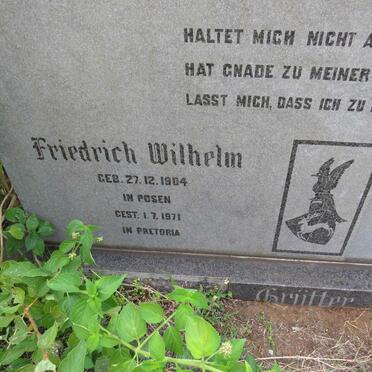 HALTET MICH NICHT A
HAT GNADE ZU MEINER
LASST MICH, DASS ICH ZU
Friedrich Wilhelm
GEB. 27.12.1904
IN POSEN
GEST. 1.7.1971
IN PRETORIA
Grütter